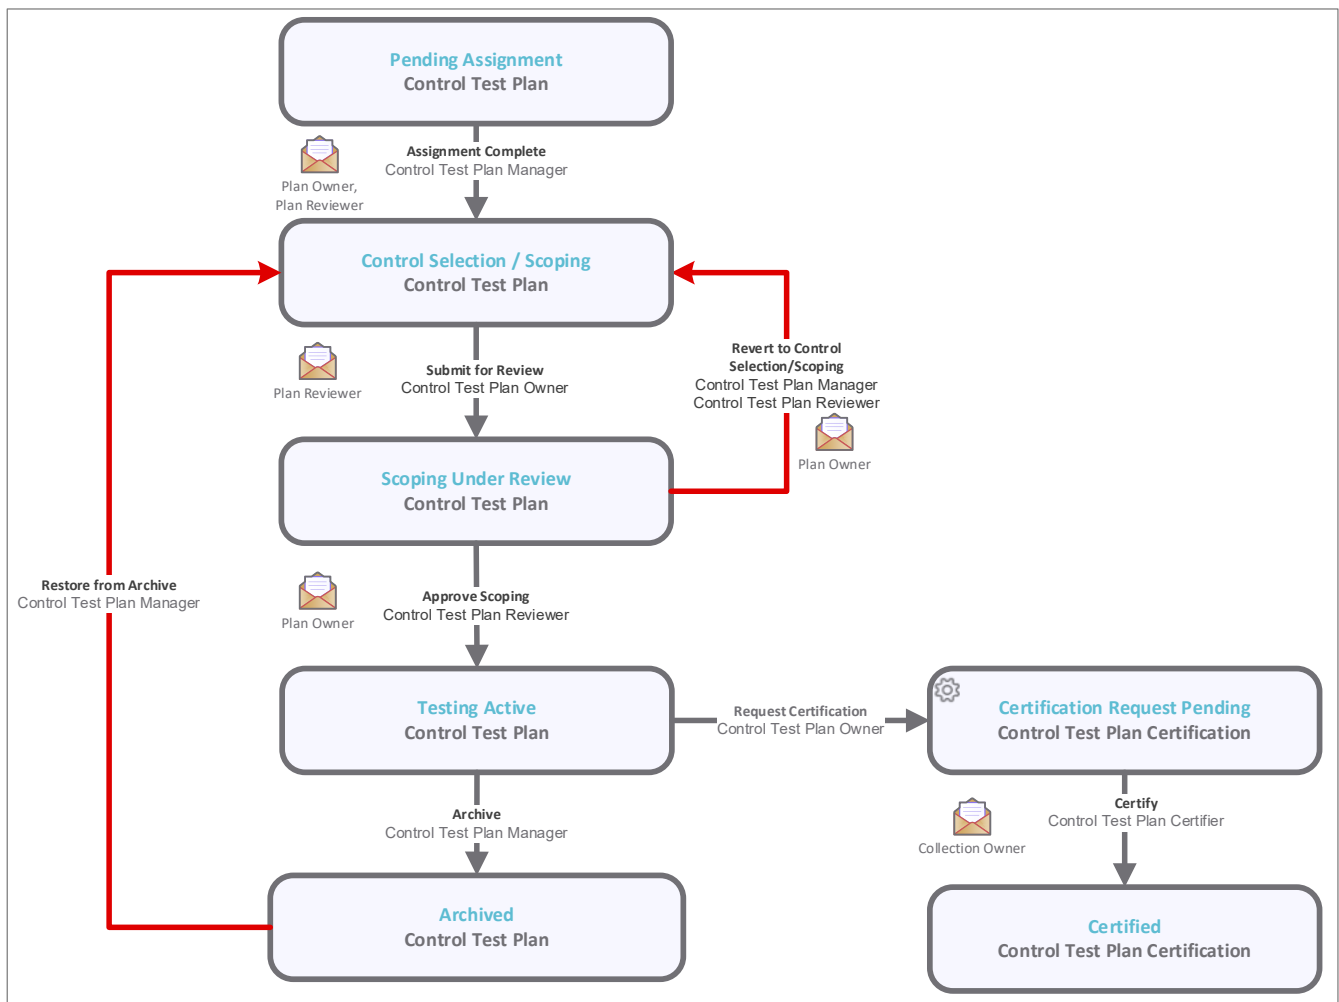 Pending Assignment
Control Test Plan
Assignment Complete
Control Test Plan Manager
Plan Owner,
Plan Reviewer
Control Selection / Scoping
Control Test Plan
Revert to Control
Selection/Scoping
Control Test Plan Manager
Control Test Plan Reviewer
Plan Owner
Submit for Review
Control Test Plan Owner
Plan Reviewer
Scoping Under Review
Control Test Plan
Restore from Archive
Control Test Plan Manager
Approve Scoping
Control Test Plan Reviewer
Plan Owner
Testing Active
Control Test Plan
Request Certification
Control Test Plan Owner
Certification Request Pending
Control Test Plan Certification
Archive
Control Test Plan Manager
Certify
Control Test Plan Certifier
Collection Owner
Archived
Control Test Plan
Certified
Control Test Plan Certification